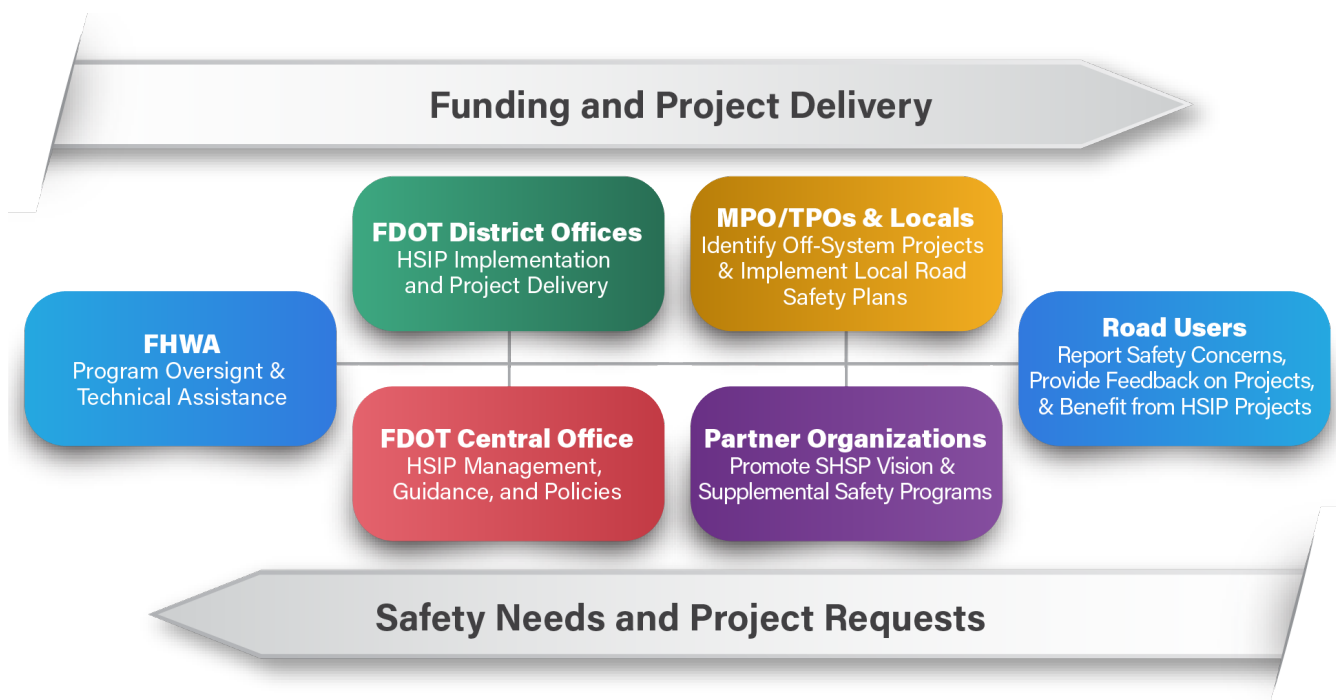 Funding and Project Delivery
FDOT District Offices
HSIP Implementation
and Project Delivery
MPO/TPOs & Locals
Identify Off-System Projects
& Implement Local Road
Safety Plans
FHWA
Program Oversignt &
Technical Assistance
Road Users
Report Safety Concerns,
Provide Feedback on Projects,
& Benefit from HSIP Projects
FDOT Central Office
HSIP Management,
Guidance, and Policies
Partner Organizations
Promote SHSP Vision &
Supplemental Safety Programs
Safety Needs and Project Requests